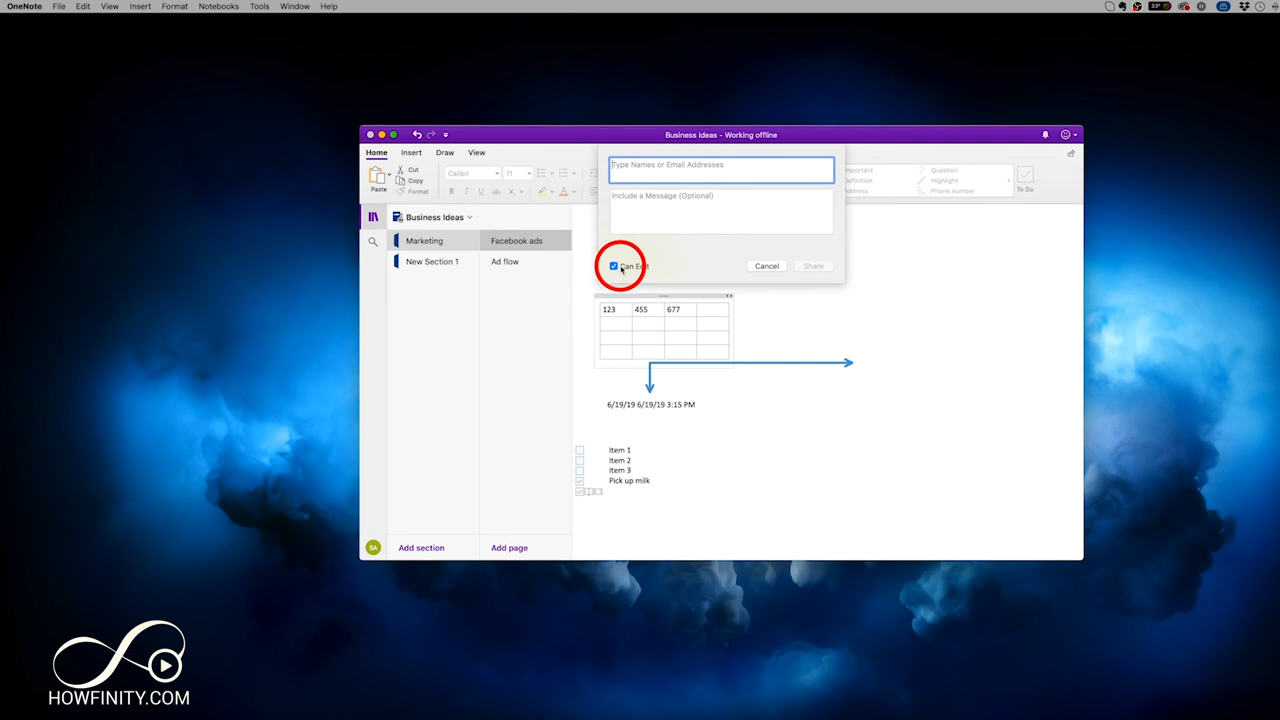 OneNote File Edit View Insert Format Notebooks Tools Window Help
33°
Business Ideas - Working offline
Home Insert Draw View
Paste
Cut
Copy
Format
Calibri 11
B I U
Type Names or Email Addresses
Include a Message (Optional)
Can Edit
Cancel Share
Important
Definition
Address
Question
Highlight
Phone number
To Do
Business Ideas
Marketing
New Section 1
Facebook ads
Ad flow
123 455 677
6/19/19 6/19/19 3:15 PM
Item 1
Item 2
Item 3
Pick up milk
SA
Add section
Add page
HOWFINITY.COM